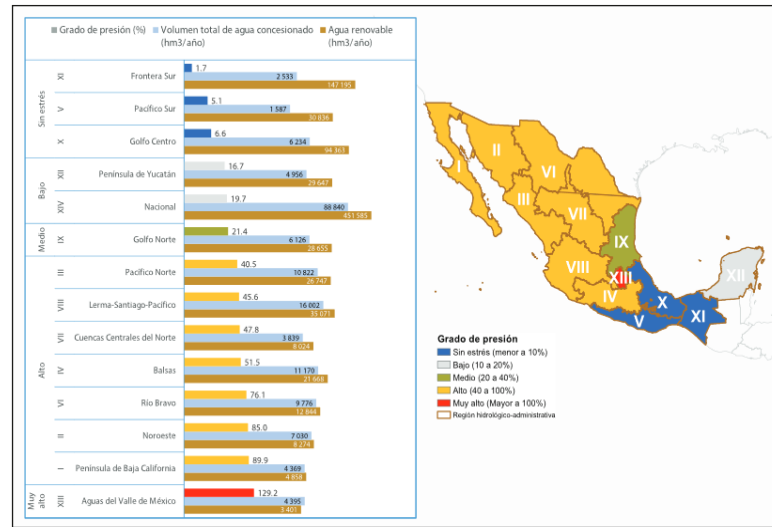 Grado de presión (%)
Volumen total de agua concesionado (hm3/año)
Agua renovable (hm3/año)
Sin estrés
XI Frontera Sur 1.7 2 533 147 195
V Pacífico Sur 5.1 1 587 30 836
X Golfo Centro 6.6 6 234 94 363
Bajo
XII Península de Yucatán 16.7 4 956 29 647
XIV Nacional 19.7 88 840 451 585
Medio
IX Golfo Norte 21.4 6 126 28 655
Alto
III Pacífico Norte 40.5 10 822 26 747
VIII Lerma-Santiago-Pacífico 45.6 16 002 35 071
VII Cuencas Centrales del Norte 47.8 3 839 8 024
IV Balsas 51.5 11 170 21 668
VI Río Bravo 76.1 9 776 12 844
II Noroeste 85.0 7 030 8 274
I Península de Baja California 89.9 4 369 4 858
Muy alto
XIII Aguas del Valle de México 129.2 4 395 3 401
I
II
VI
III
VII
IX
VIII
XIII
IV
V
X
XI
XII
Grado de presión
Sin estrés (menor a 10%)
Bajo (10 a 20%)
Medio (20 a 40%)
Alto (40 a 100%)
Muy alto (Mayor a 100%)
Región hidrológico-administrativa